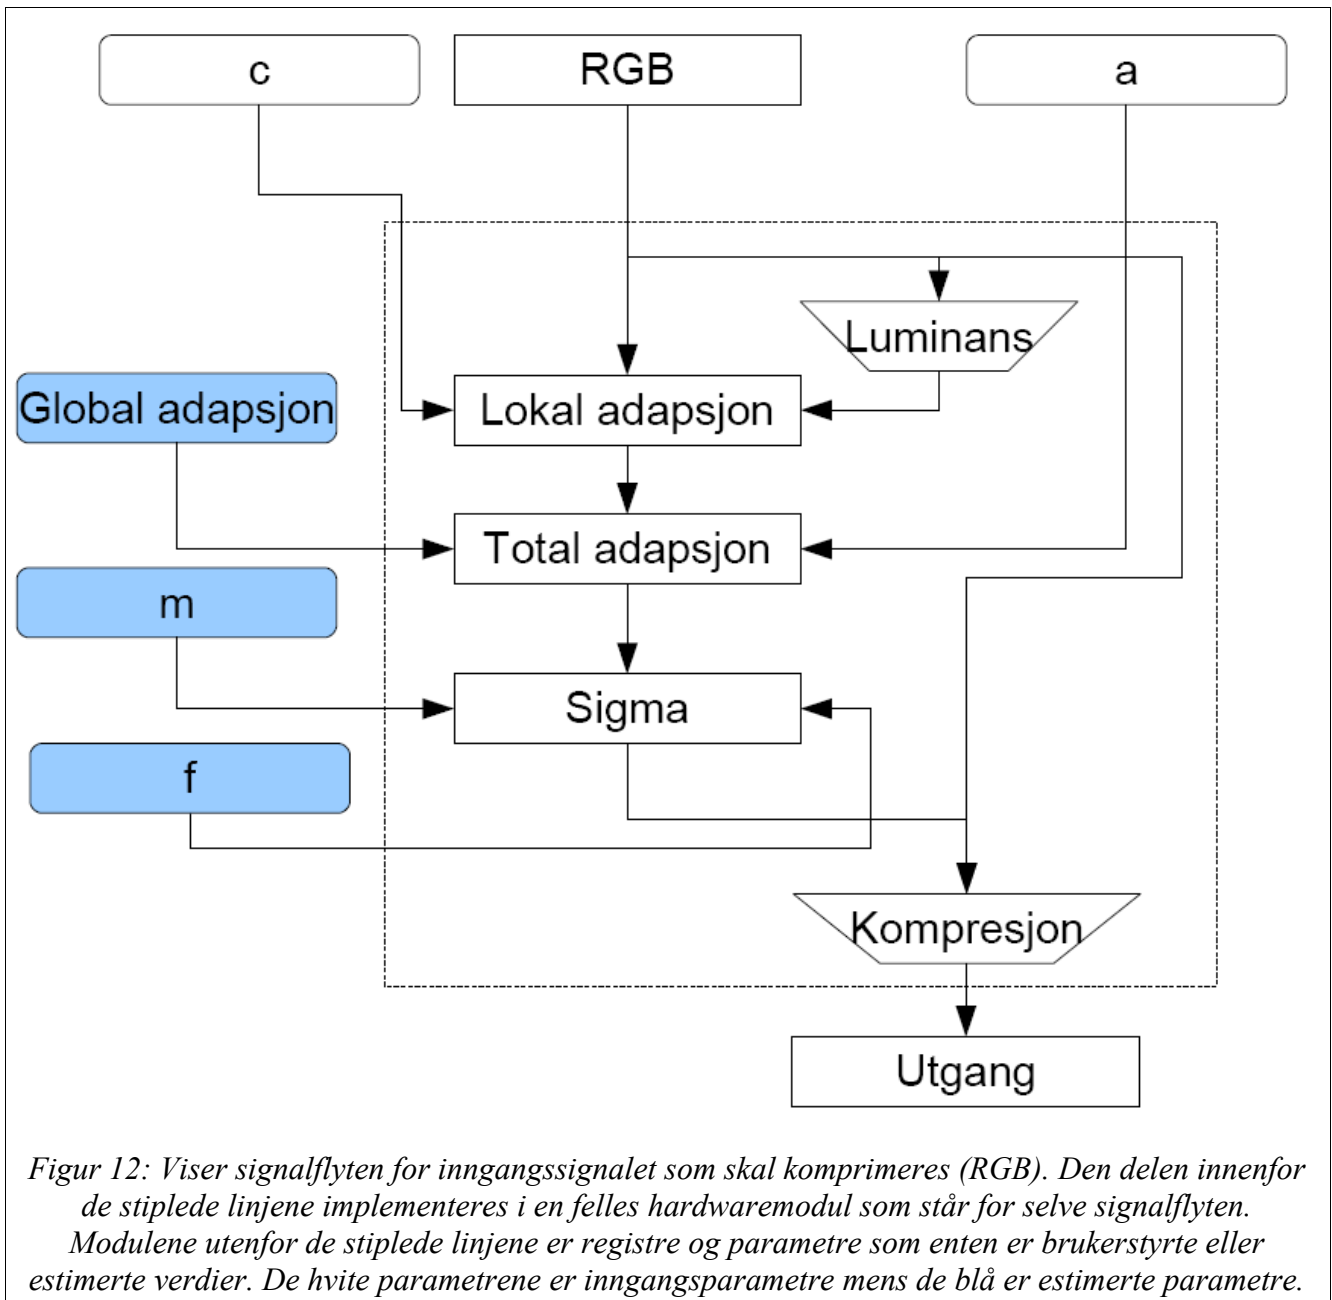 c
RGB
a
Luminans
Global adapsjon
Lokal adapsjon
Total adapsjon
m
Sigma
f
Kompresjon
Utgang
Figur 12: Viser signalflyten for inngangssignalet som skal komprimeres (RGB). Den delen innenfor
de stiplede linjene implementeres i en felles hardwaremodul som står for selve signalflyten.
Modulene utenfor de stiplede linjene er registre og parametre som enten er brukerstyrte eller
estimerte verdier. De hvite parametrene er inngangsparametre mens de blå er estimerte parametre.